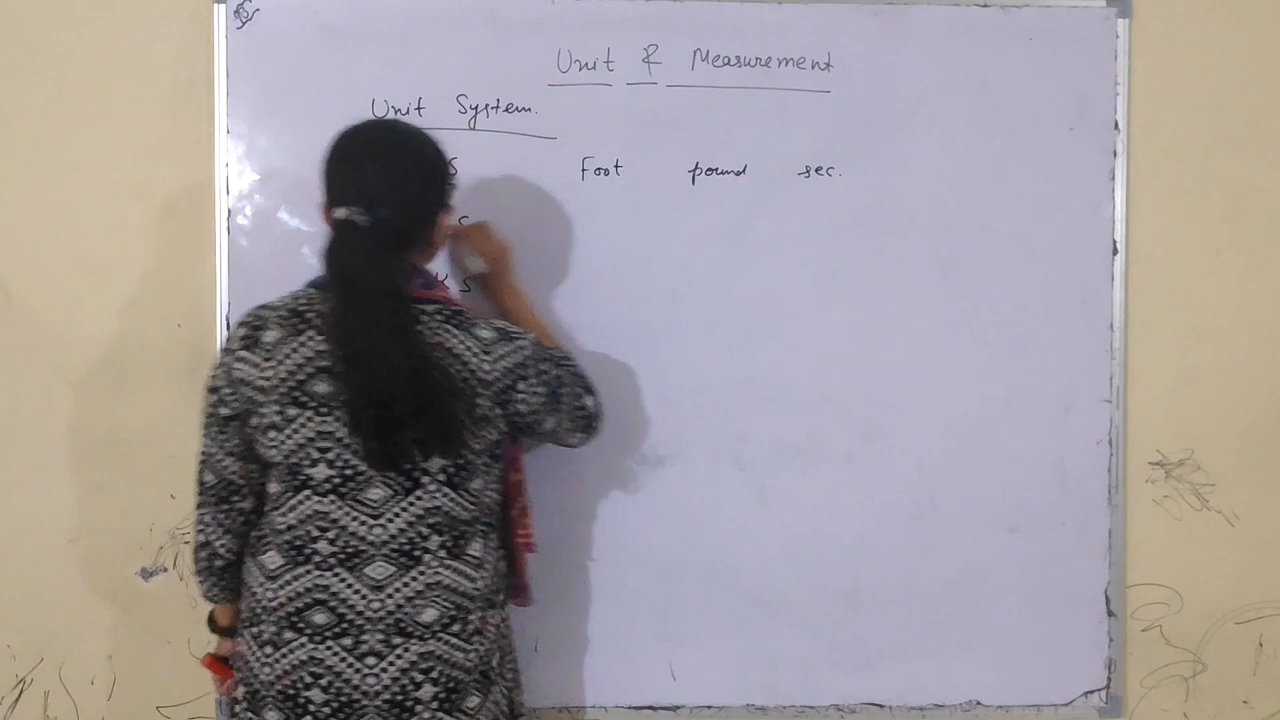 Unit & Measurement
Unit System.
S Foot pound sec.
S
K S